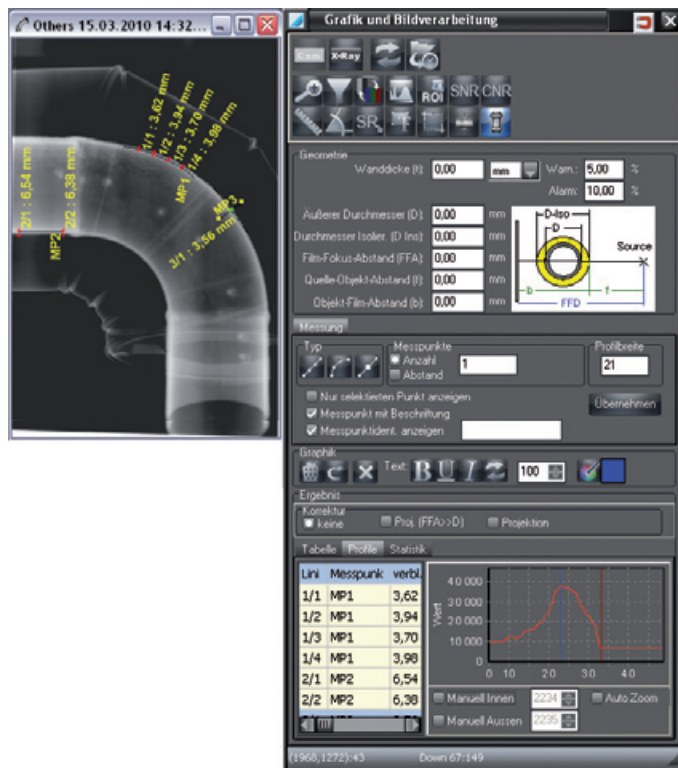 Others 15.03.2010 14:32...
1/1 : 3,62 mm
1/2 : 3,94 mm
1/3 : 3,70 mm
1/4 : 3,98 mm
MP1
2/1 : 6,54 mm
2/2 : 6,38 mm
MP2
MP3
3/1 : 3,56 mm
Grafik und Bildverarbeitung
Cam X-Ray
ROI SNR CNR
SR
Geometrie
Wanddicke (t): 0,00 mm Warn.: 5,00 %
Alarm: 10,00 %
Äußerer Durchmesser (D): 0,00 mm
Durchmesser Isolier. (D Ins): 0,00 mm
Film-Fokus-Abstand (FFA): 0,00 mm
Quelle-Objekt-Abstand (f): 0,00 mm
Objekt-Film-Abstand (b): 0,00 mm
D-Iso
D
Source
b f
FFD
Messung
Typ Messpunkte Profilbreite
Anzahl 1 21
Abstand
Nur selektierten Punkt anzeigen
Messpunkt mit Beschriftung Übernehmen
Messpunktident. anzeigen
Graphik
Text: B U I 100
Ergebnis
Korrektur
keine Proj. (FFA>>D) Projektion
Tabelle Profile Statistik
Lini Messpunk verbl.
1/1 MP1 3,62
1/2 MP1 3,94
1/3 MP1 3,70
1/4 MP1 3,98
2/1 MP2 6,54
2/2 MP2 6,38
Wert
40 000
30 000
20 000
10 000
0
0 10 20 30 40
Manuell Innen 2234 Auto Zoom
Manuell Aussen 2235
(1968,1272):43 Down 67:149